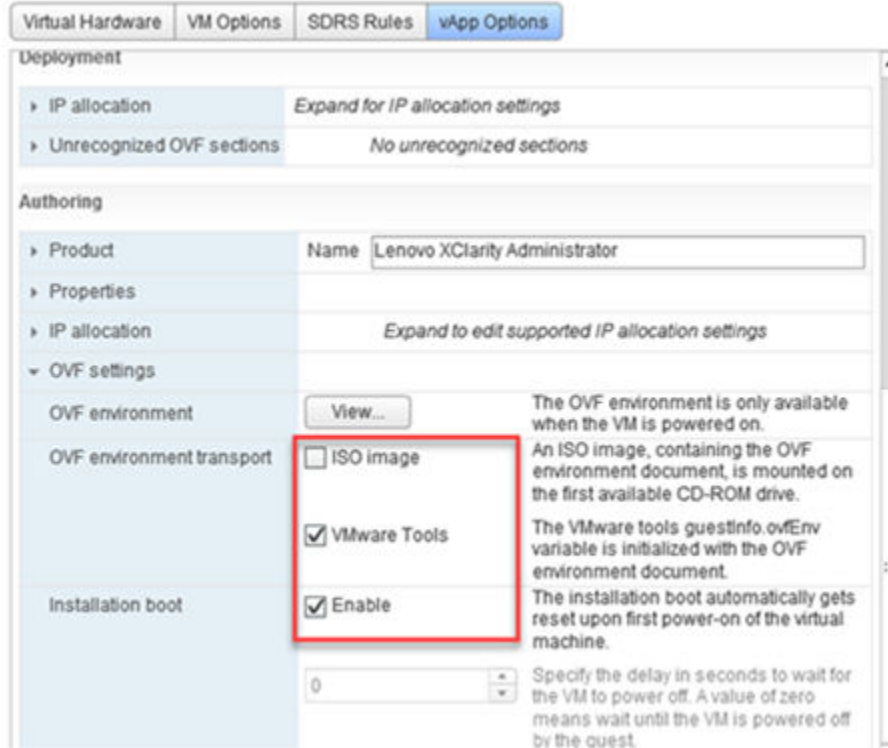 Virtual Hardware VM Options SDRS Rules vApp Options
Deployment
IP allocation Expand for IP allocation settings
Unrecognized OVF sections No unrecognized sections
Authoring
Product Name Lenovo XClarity Administrator
Properties
IP allocation Expand to edit supported IP allocation settings
OVF settings
OVF environment View... The OVF environment is only available
when the VM is powered on.
OVF environment transport ISO image An ISO image, containing the OVF
environment document, is mounted on
the first available CD-ROM drive.
VMware Tools The VMware tools guestInfo.ovfEnv
variable is initialized with the OVF
environment document.
Installation boot Enable The installation boot automatically gets
reset upon first power-on of the virtual
machine.
0 Specify the delay in seconds to wait for
the VM to power off. A value of zero
means wait until the VM is powered off
by the guest.